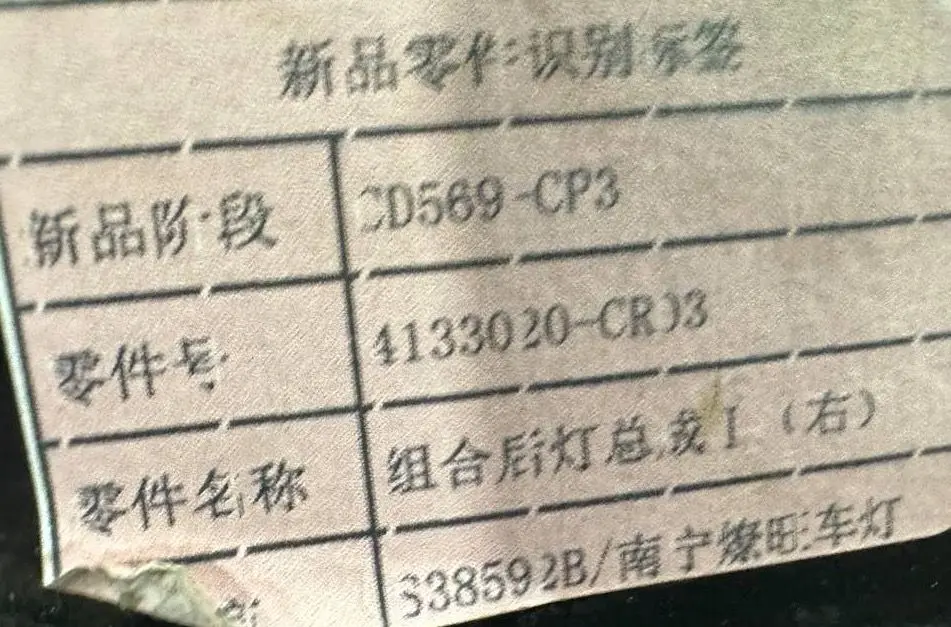 新品零件识别标签
新品阶段 CD569-CP3
零件号 4133020-CR03
零件名称 组合后灯总成I（右）
S38592B/南宁燎旺车灯